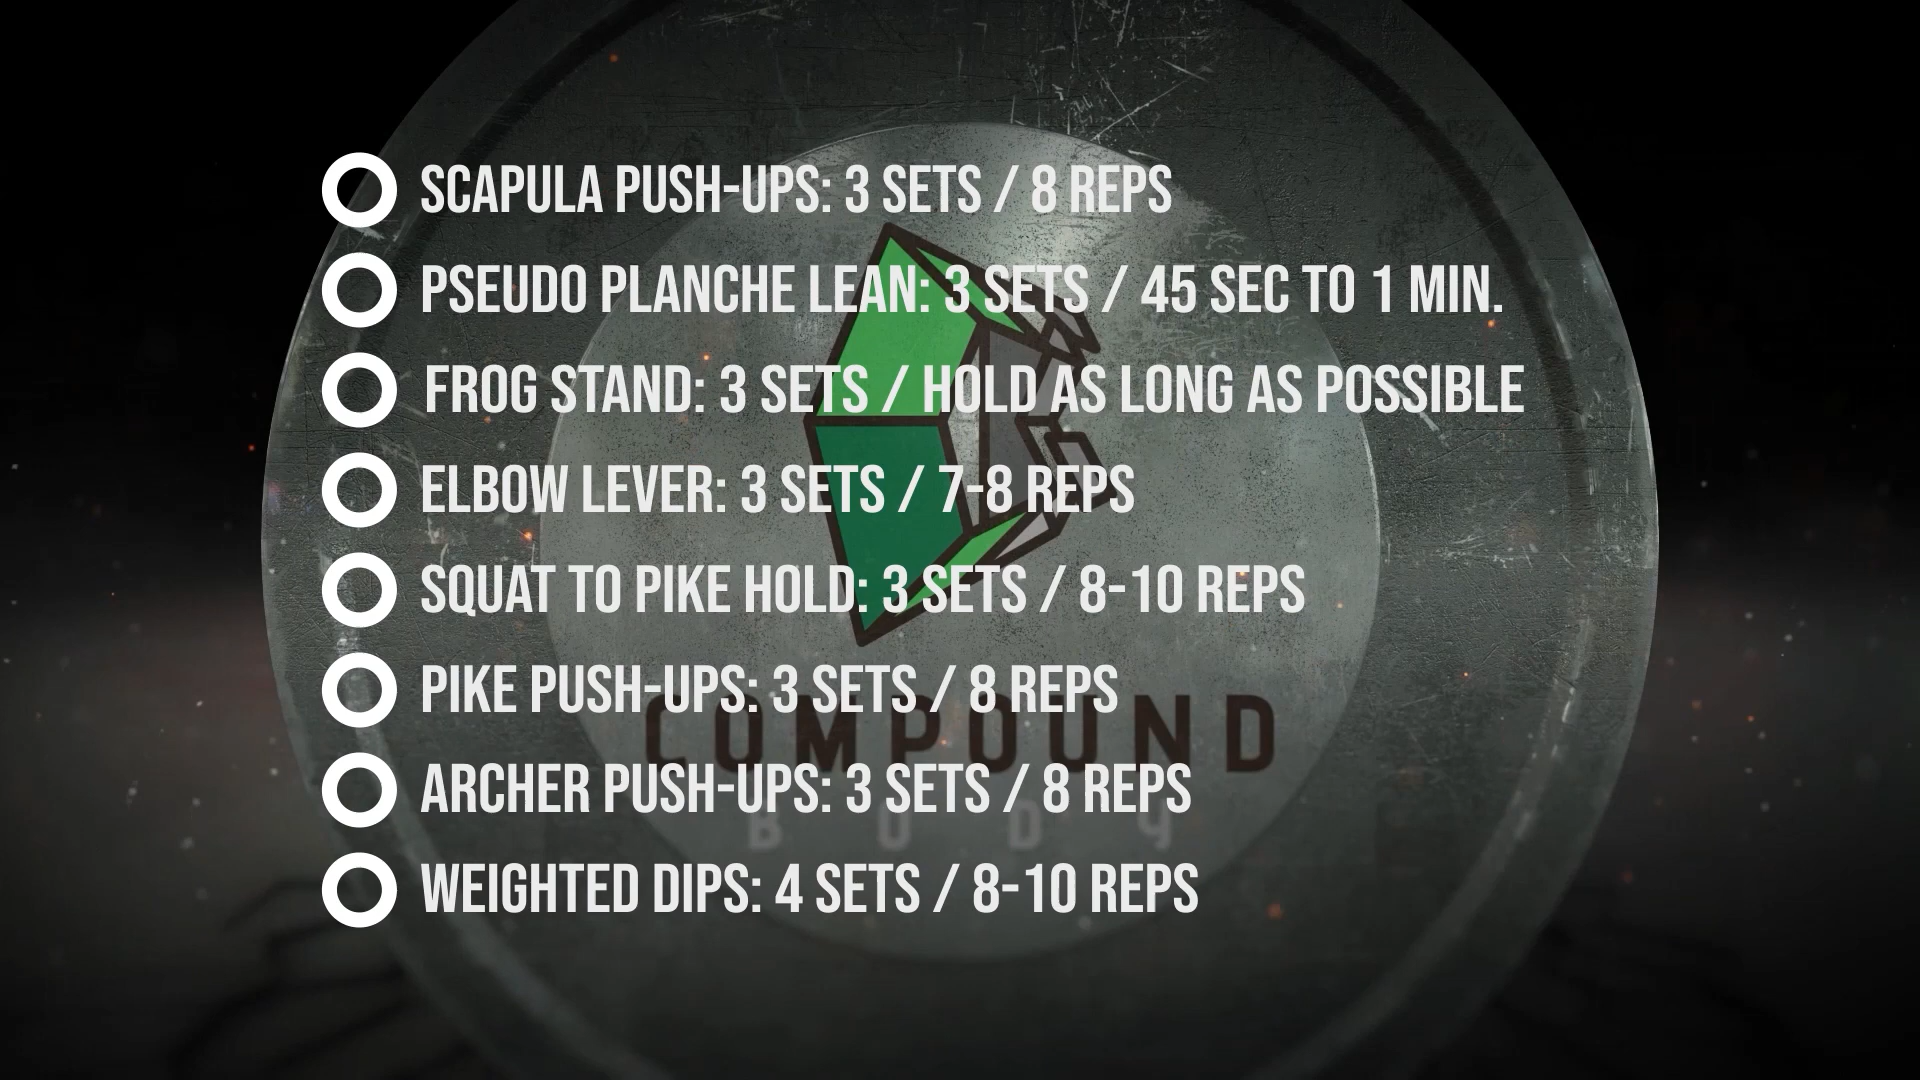 SCAPULA PUSH-UPS: 3 SETS / 8 REPS
PSEUDO PLANCHE LEAN: 3 SETS / 45 SEC TO 1 MIN.
FROG STAND: 3 SETS / HOLD AS LONG AS POSSIBLE
ELBOW LEVER: 3 SETS / 7-8 REPS
SQUAT TO PIKE HOLD: 3 SETS / 8-10 REPS
PIKE PUSH-UPS: 3 SETS / 8 REPS
COMPOUND
ARCHER PUSH-UPS: 3 SETS / 8 REPS
BODY
WEIGHTED DIPS: 4 SETS / 8-10 REPS